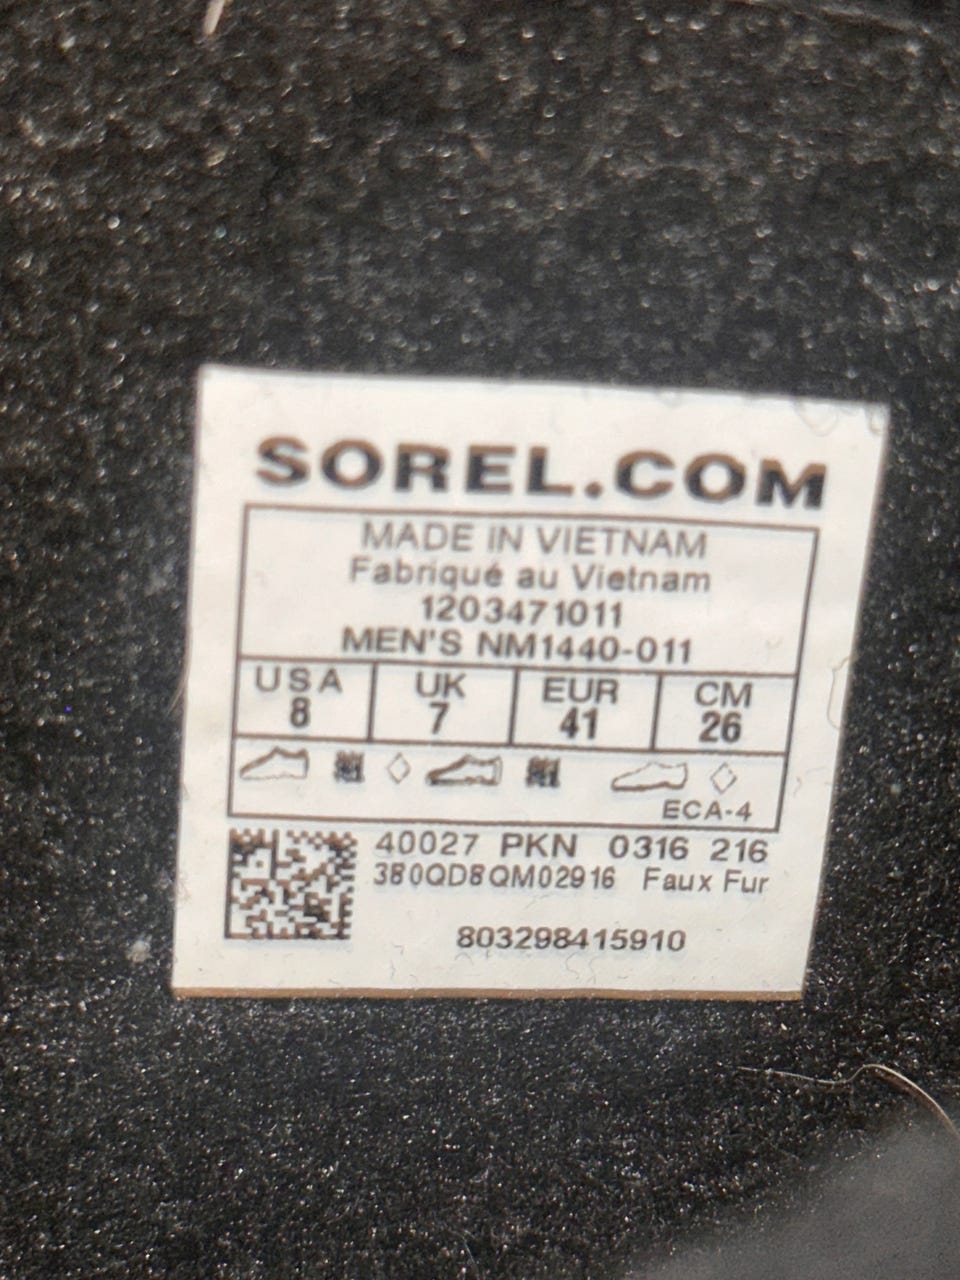 SOREL.COM
MADE IN VIETNAM
Fabriqué au Vietnam
1203471011
MEN'S NM1440-011
USA UK EUR CM
8 7 41 26
ECA-4
40027 PKN 0316 216
380QD8QM02916 Faux Fur
803298415910